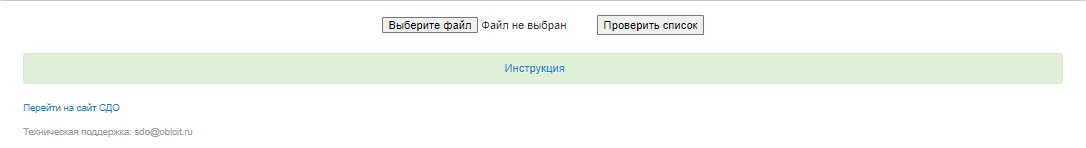 Выберите файл Файл не выбран Проверить список
Инструкция
Перейти на сайт СДО
Техническая поддержка: sdo@oblcit.ru